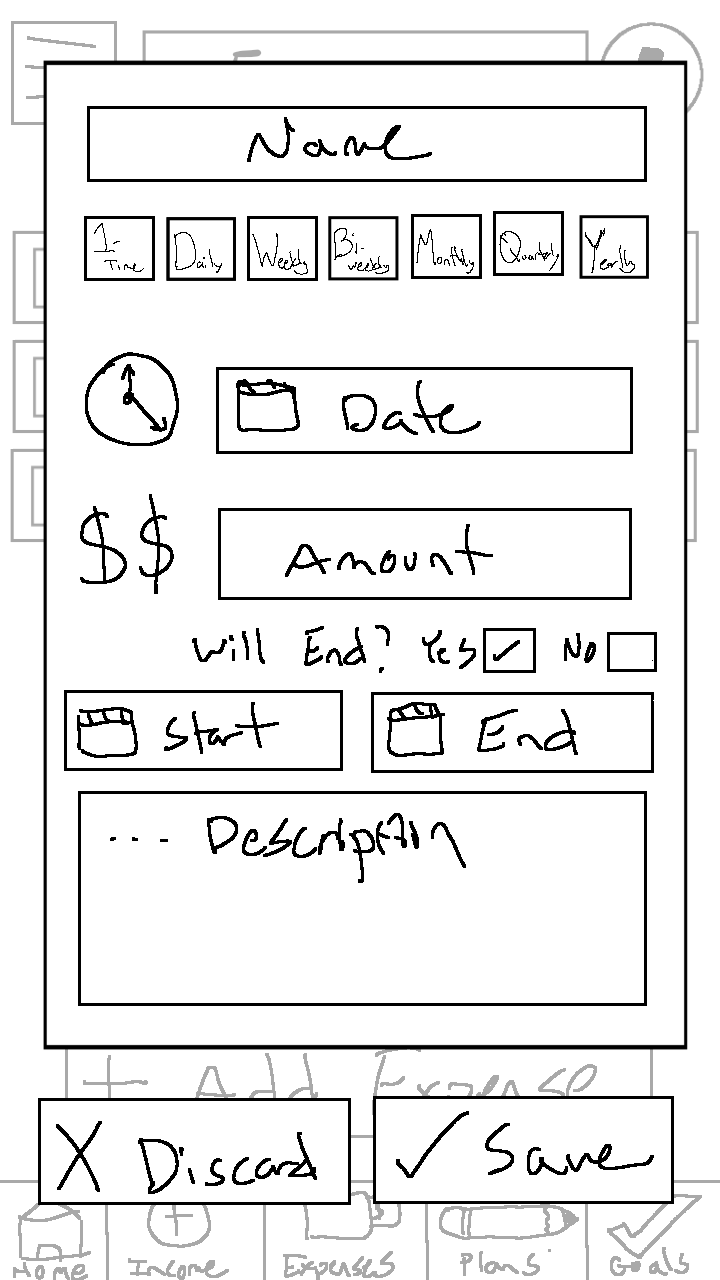 Name
1-Time Daily Weekly Bi-weekly Monthly Quarterly Yearly
Date
$$ Amount
Will End? Yes No
Start End
... Description
+ Add Expense
X Discard ✓ Save
Home Income Expenses Plans Goals